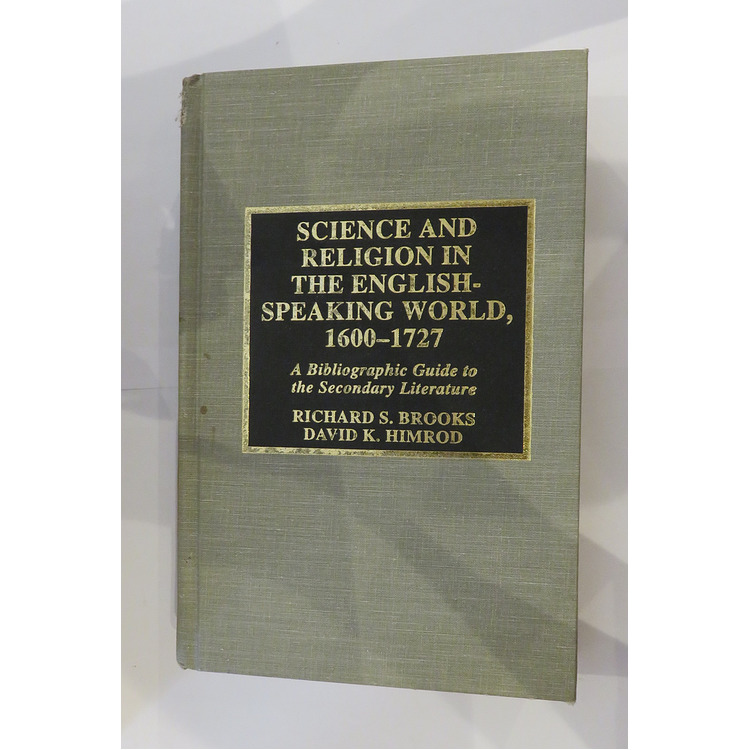 SCIENCE AND
RELIGION IN
THE ENGLISH-
SPEAKING WORLD,
1600–1727
A Bibliographic Guide to
the Secondary Literature
RICHARD S. BROOKS
DAVID K. HIMROD